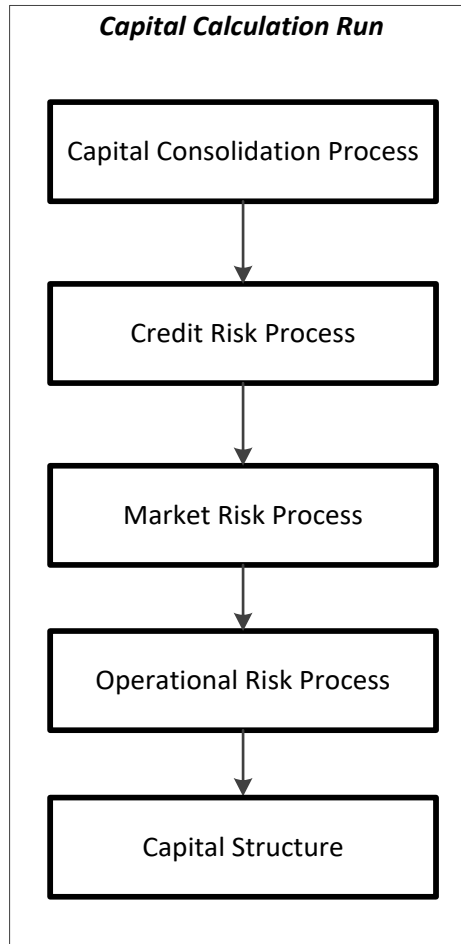 Capital Calculation Run
Capital Consolidation Process
Credit Risk Process
Market Risk Process
Operational Risk Process
Capital Structure